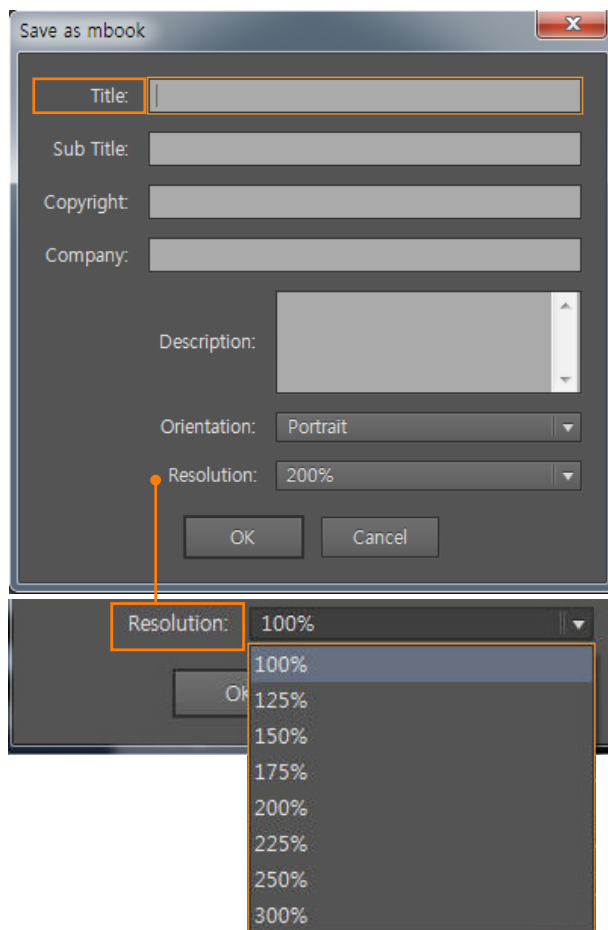 Save as mbook
Title:
Sub Title:
Copyright:
Company:
Description:
Orientation: Portrait
Resolution: 200%
OK Cancel
Resolution: 100%
100%
OK
125%
150%
175%
200%
225%
250%
300%